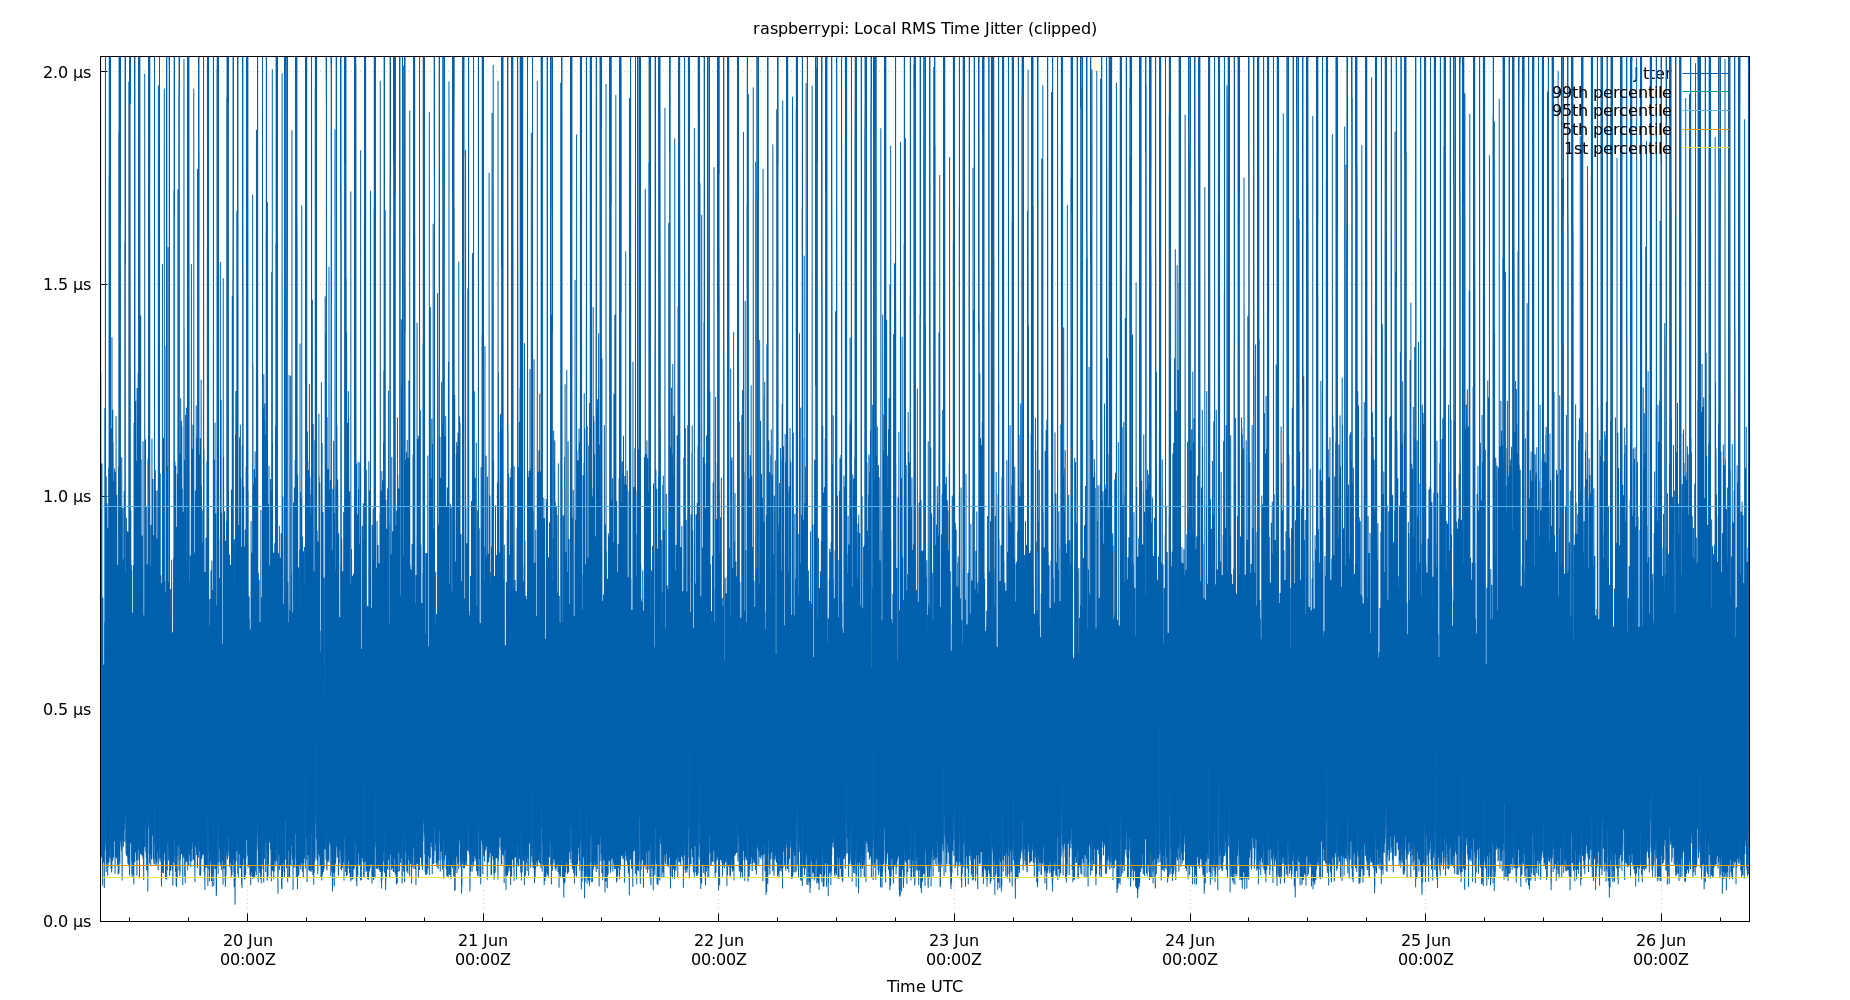 raspberrypi: Local RMS Time Jitter (clipped)
2.0 µs
1.5 µs
1.0 µs
0.5 µs
0.0 µs
Jitter
99th percentile
95th percentile
5th percentile
1st percentile
20 Jun
00:00Z
21 Jun
00:00Z
22 Jun
00:00Z
23 Jun
00:00Z
24 Jun
00:00Z
25 Jun
00:00Z
26 Jun
00:00Z
Time UTC